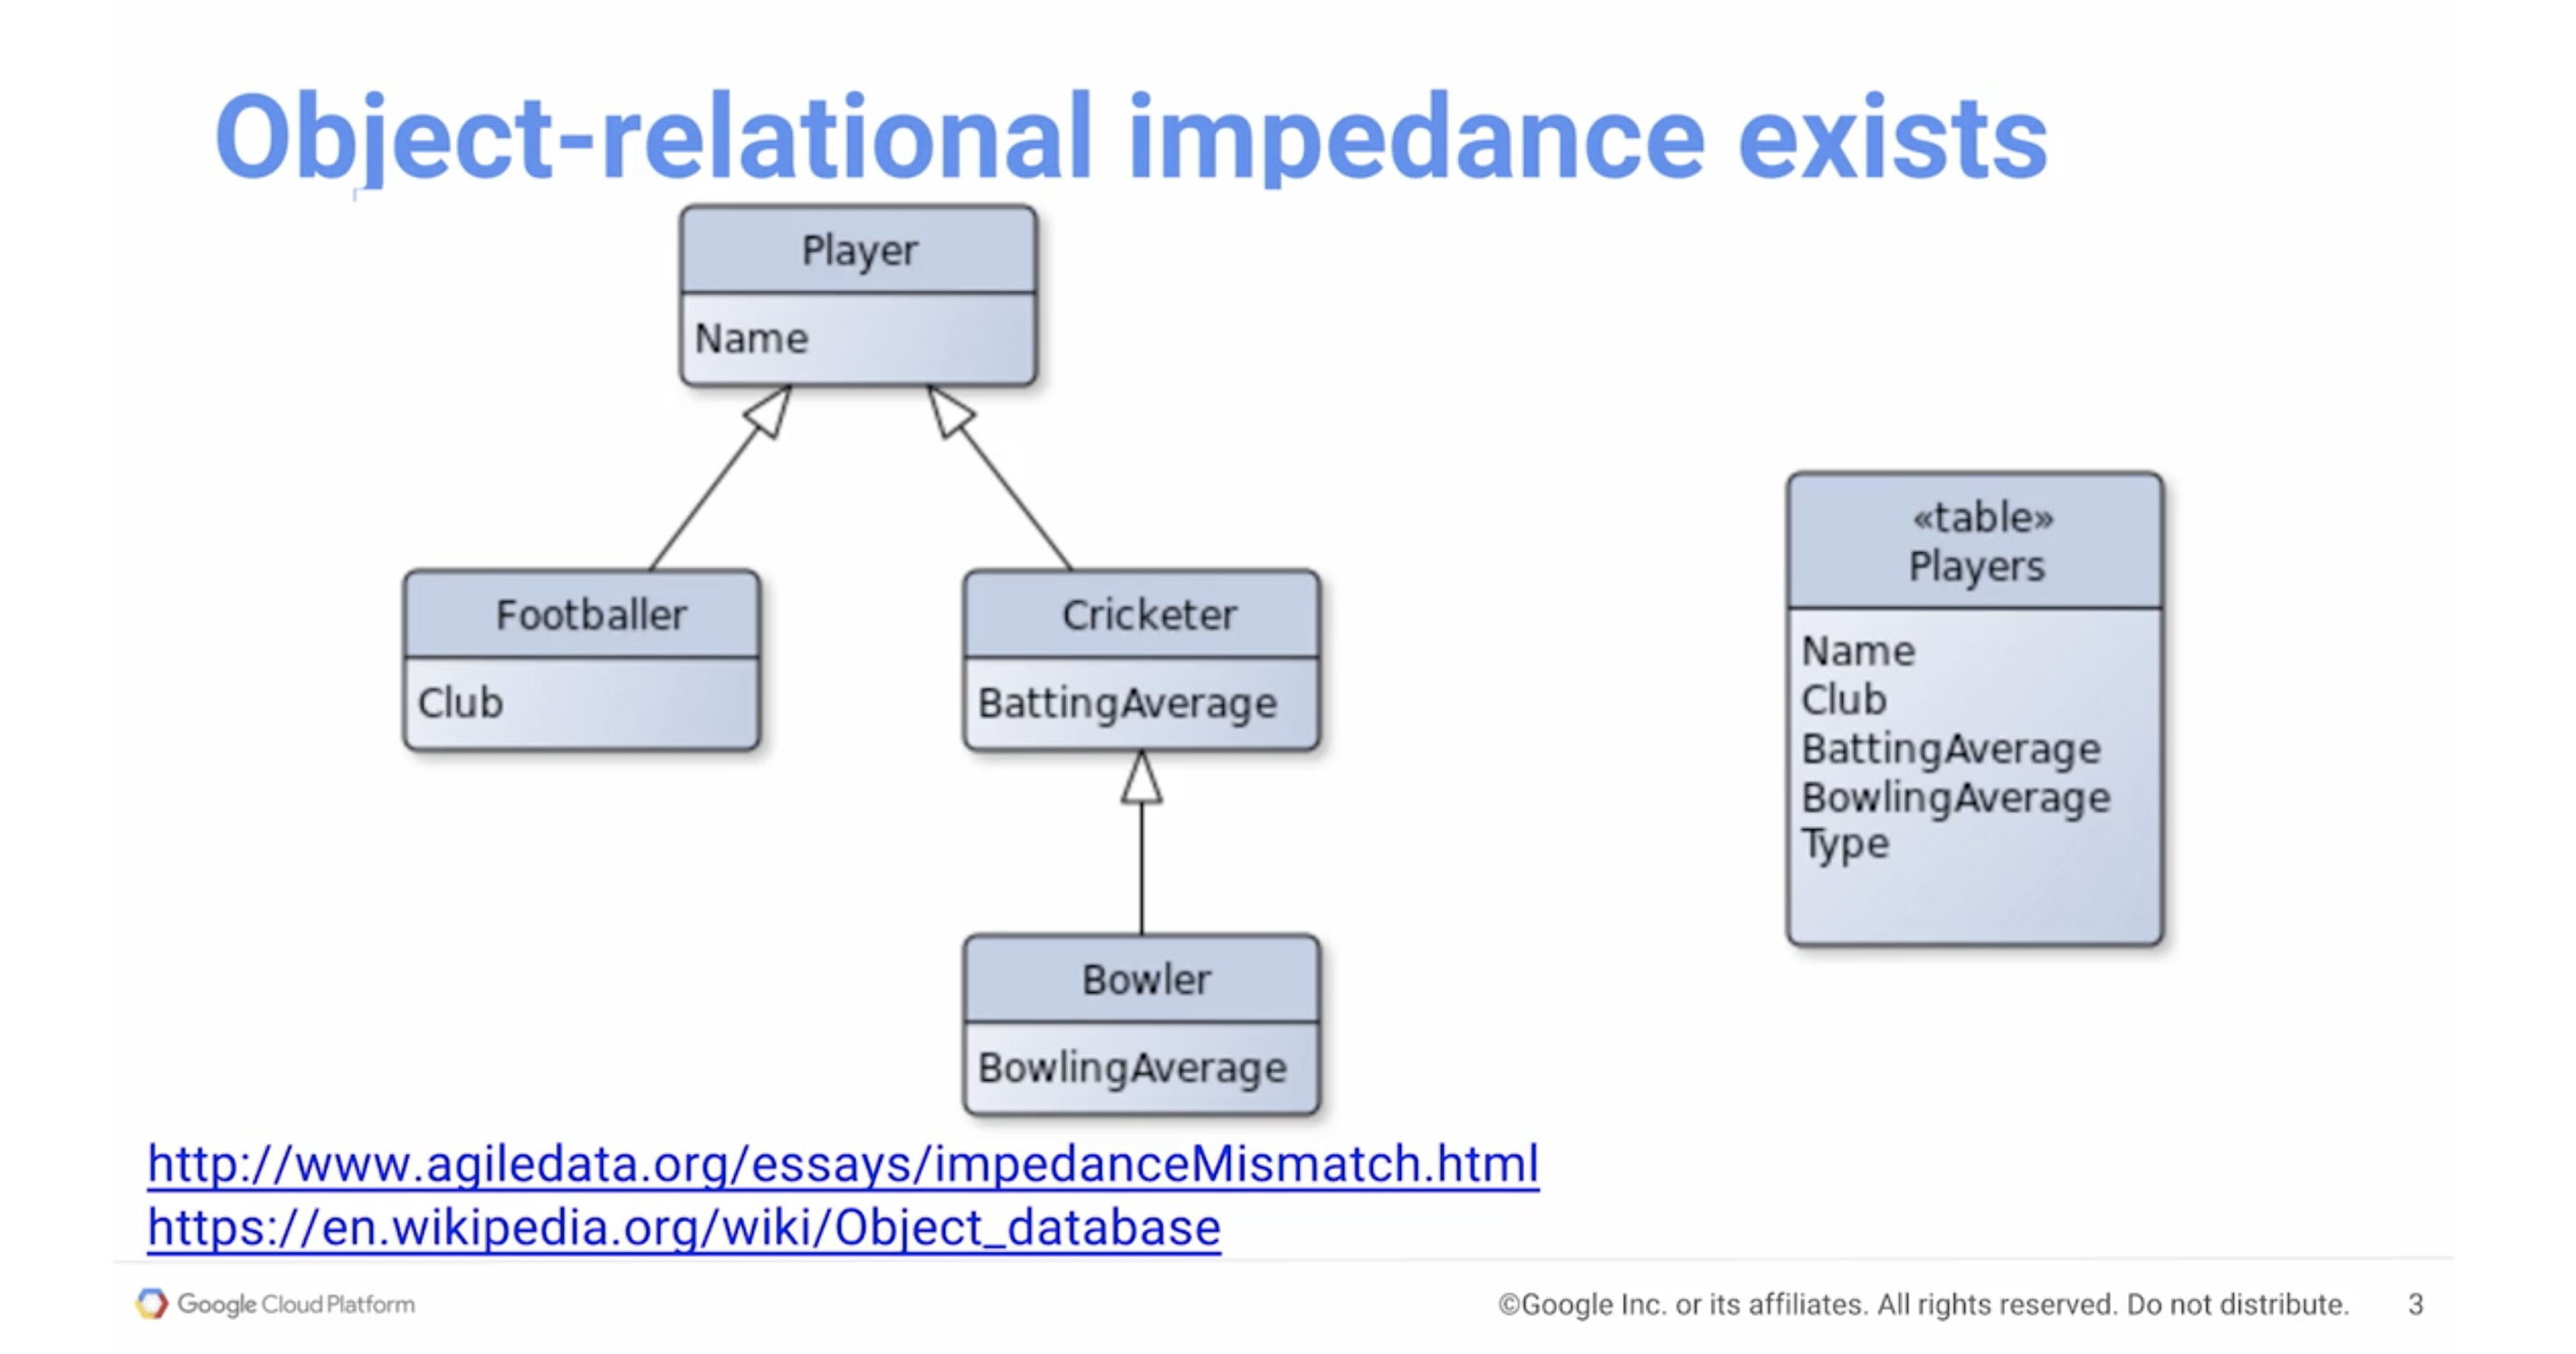 Object-relational impedance exists
Player
Name
Footballer
Club
Cricketer
BattingAverage
Bowler
BowlingAverage
«table»
Players
Name
Club
BattingAverage
BowlingAverage
Type
http://www.agiledata.org/essays/impedanceMismatch.html
https://en.wikipedia.org/wiki/Object_database
Google Cloud Platform
©Google Inc. or its affiliates. All rights reserved. Do not distribute.
3